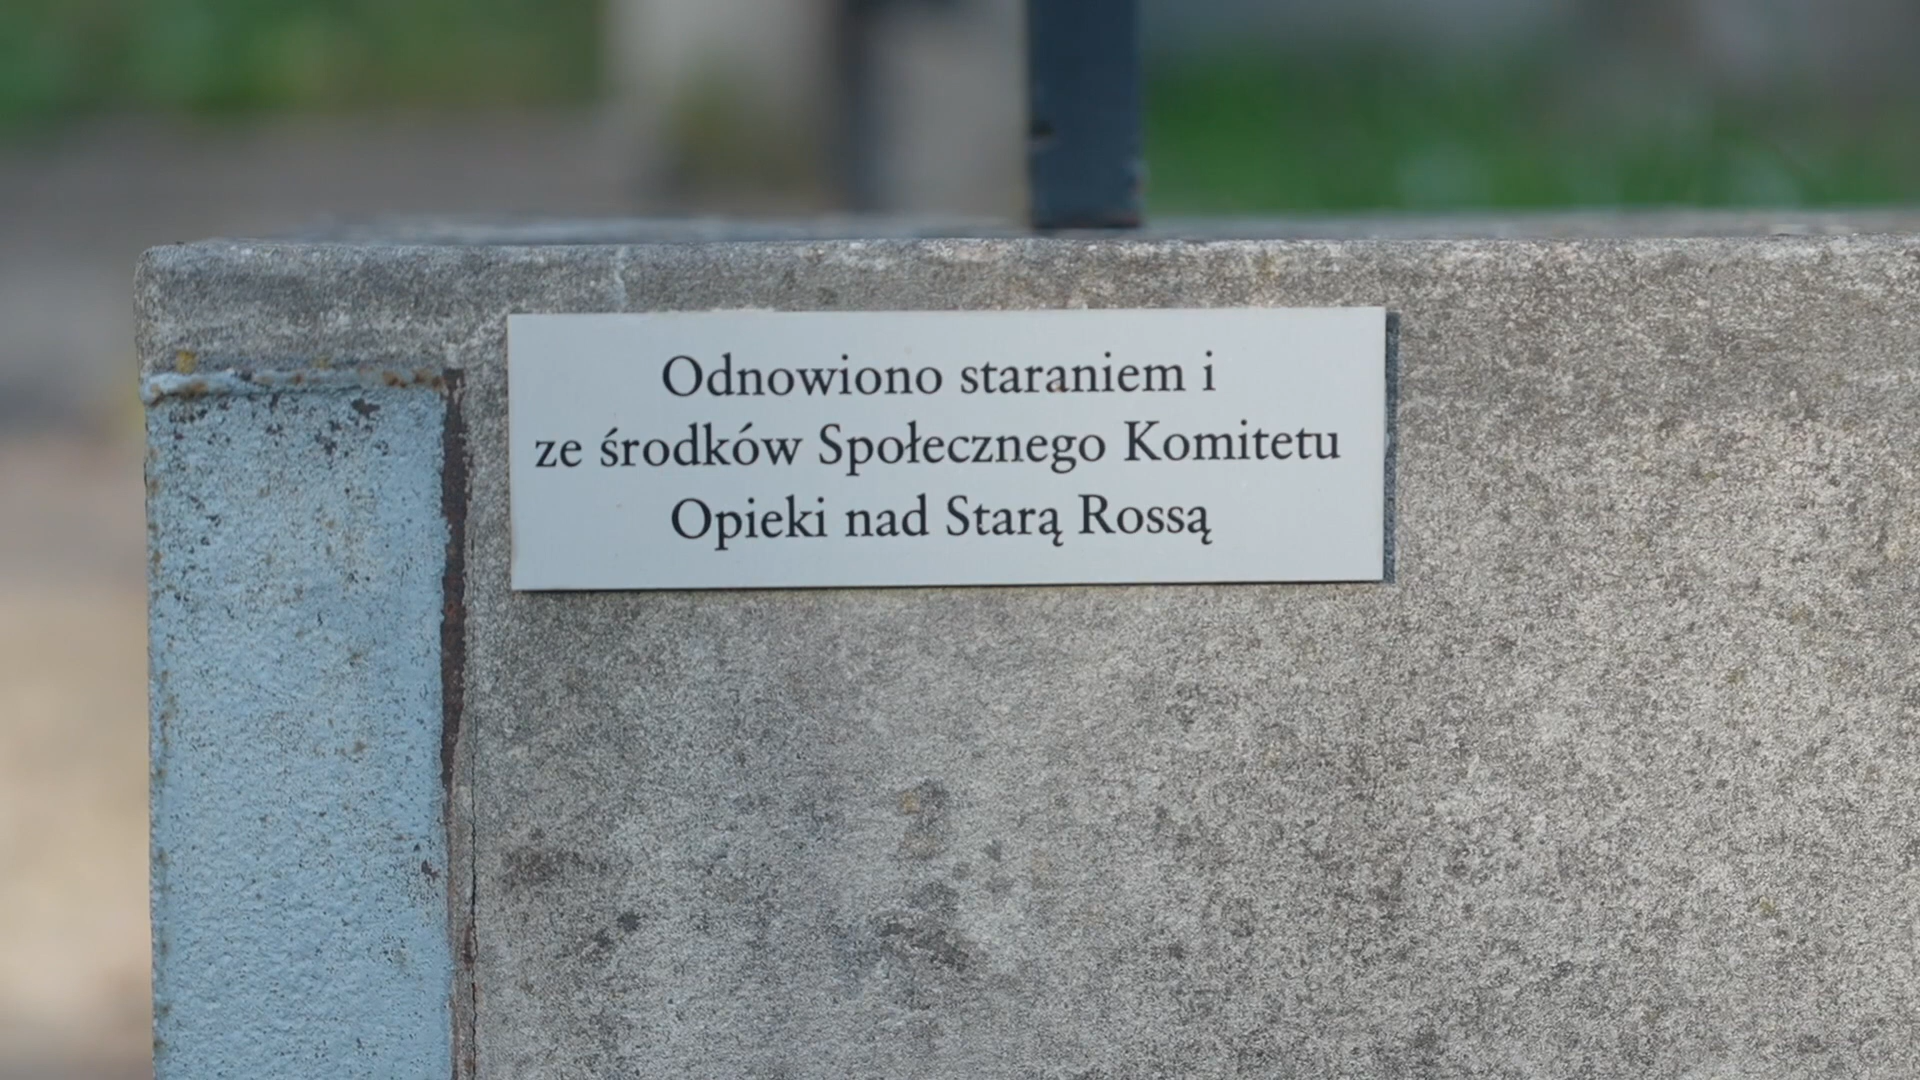 Odnowiono staraniem i
ze środków Społecznego Komitetu
Opieki nad Starą Rossą